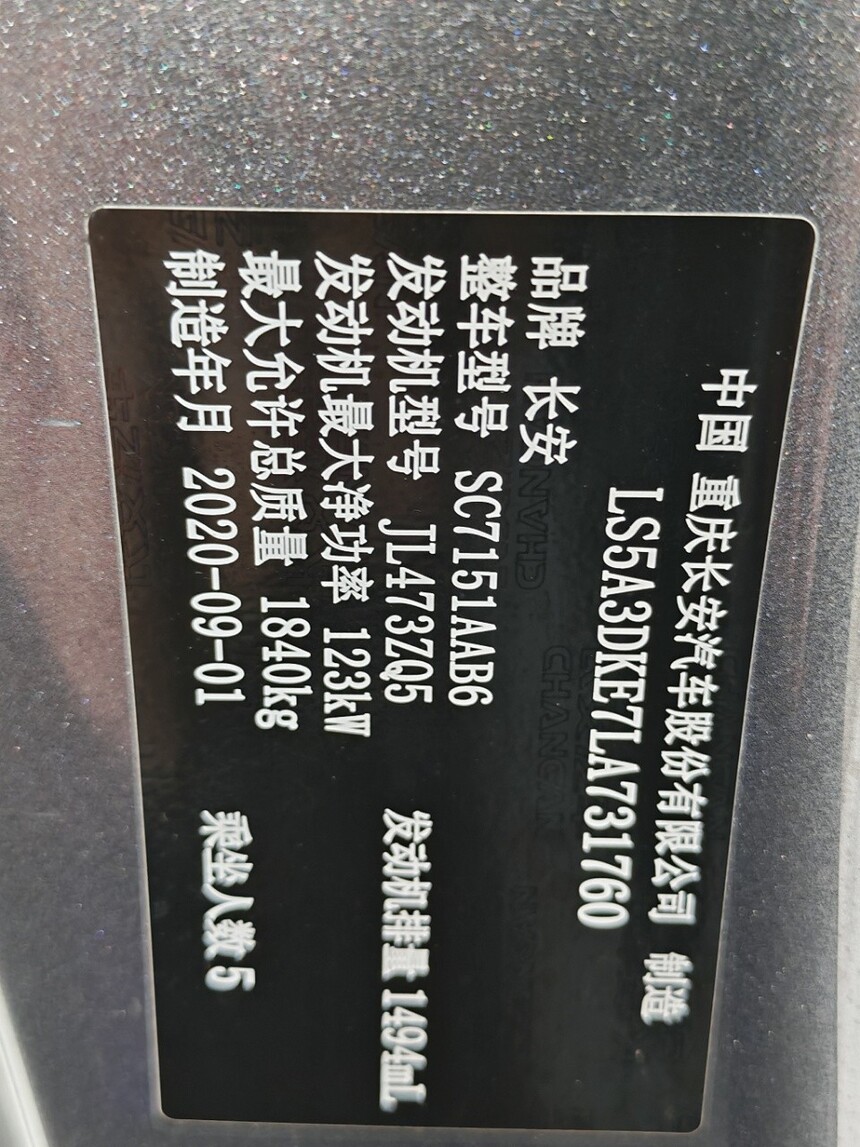 中国 重庆长安汽车股份有限公司 制造
LS5A3DKE7LA731760
品牌 长安
整车型号 SC7151AAB6
发动机型号 JL473ZQ5 发动机排量 1494mL
发动机最大净功率 123kW
最大允许总质量 1840kg
制造年月 2020-09-01 乘坐人数 5